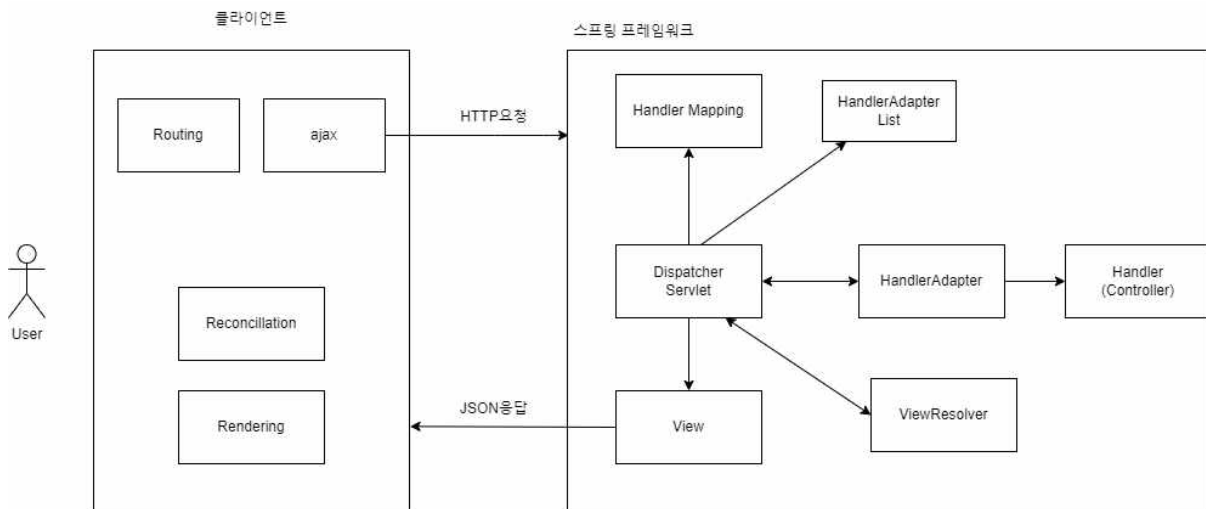 클라이언트
스프링 프레임워크
Routing
ajax
HTTP요청
Handler Mapping
HandlerAdapter
List
User
Reconcillation
Rendering
JSON응답
Dispatcher
Servlet
HandlerAdapter
Handler
(Controller)
View
ViewResolver